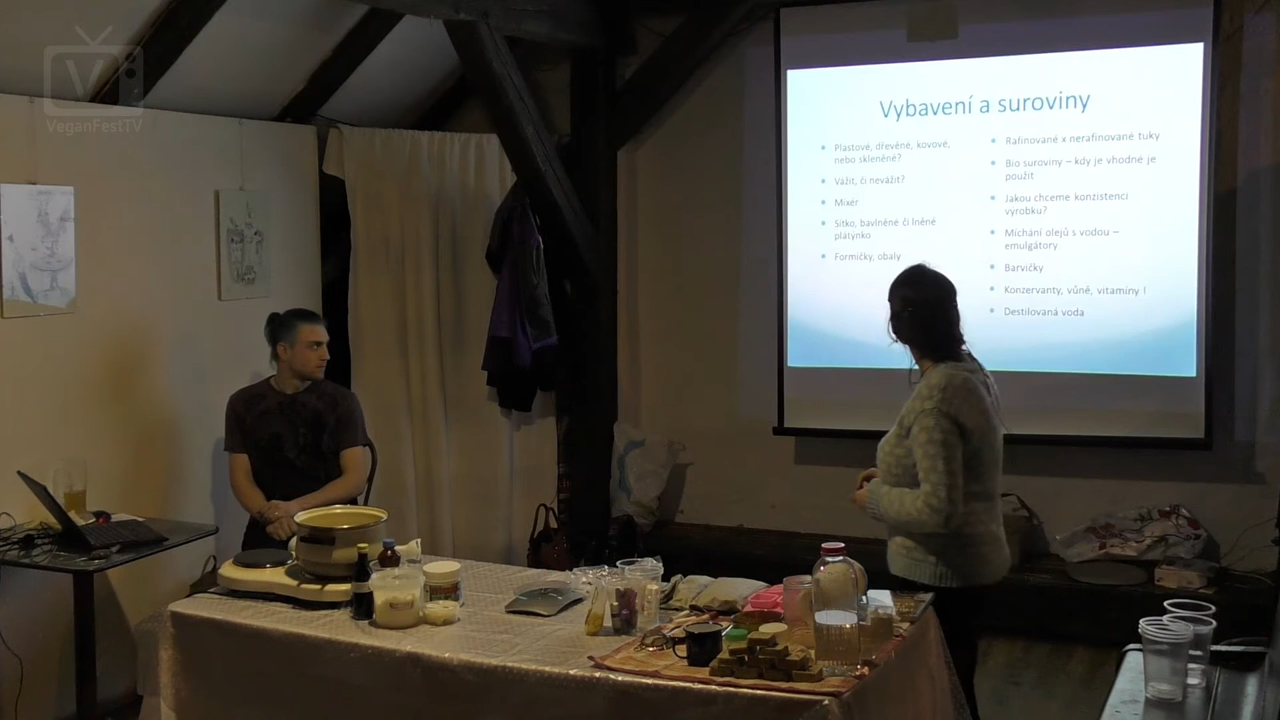 V
VeganFestTV
Vybavení a suroviny
Plastové, dřevěné, kovové,
nebo skleněné?
Vážit, či nevážit?
Mixér
Sítko, bavlněné či lněné
plátýnko
Formičky, obaly
Rafinované x nerafinované tuky
Bio suroviny – kdy je vhodné je
použít
Jakou chceme konzistenci
výrobku?
Míchání olejů s vodou –
emulgátory
Barvičky
Konzervanty, vůně, vitamíny !
Destilovaná voda